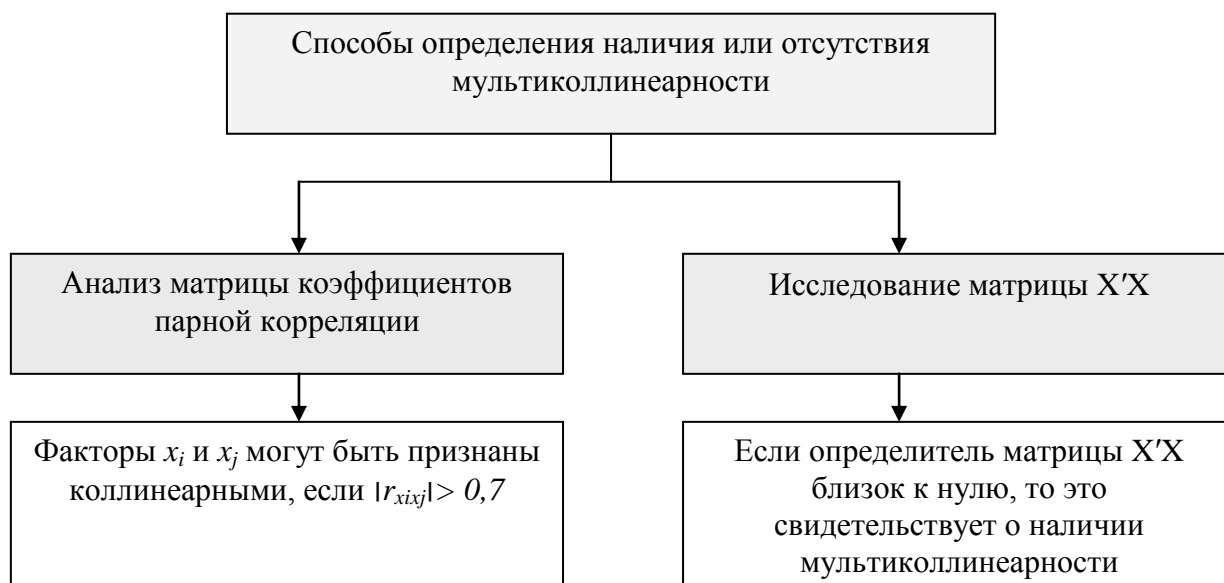 Способы определения наличия или отсутствия
мультиколлинеарности
Анализ матрицы коэффициентов
парной корреляции
Исследование матрицы X′X
Факторы xᵢ и xⱼ могут быть признаны
коллинеарными, если |rₓᵢₓⱼ| > 0,7
Если определитель матрицы X′X
близок к нулю, то это
свидетельствует о наличии
мультиколлинеарности